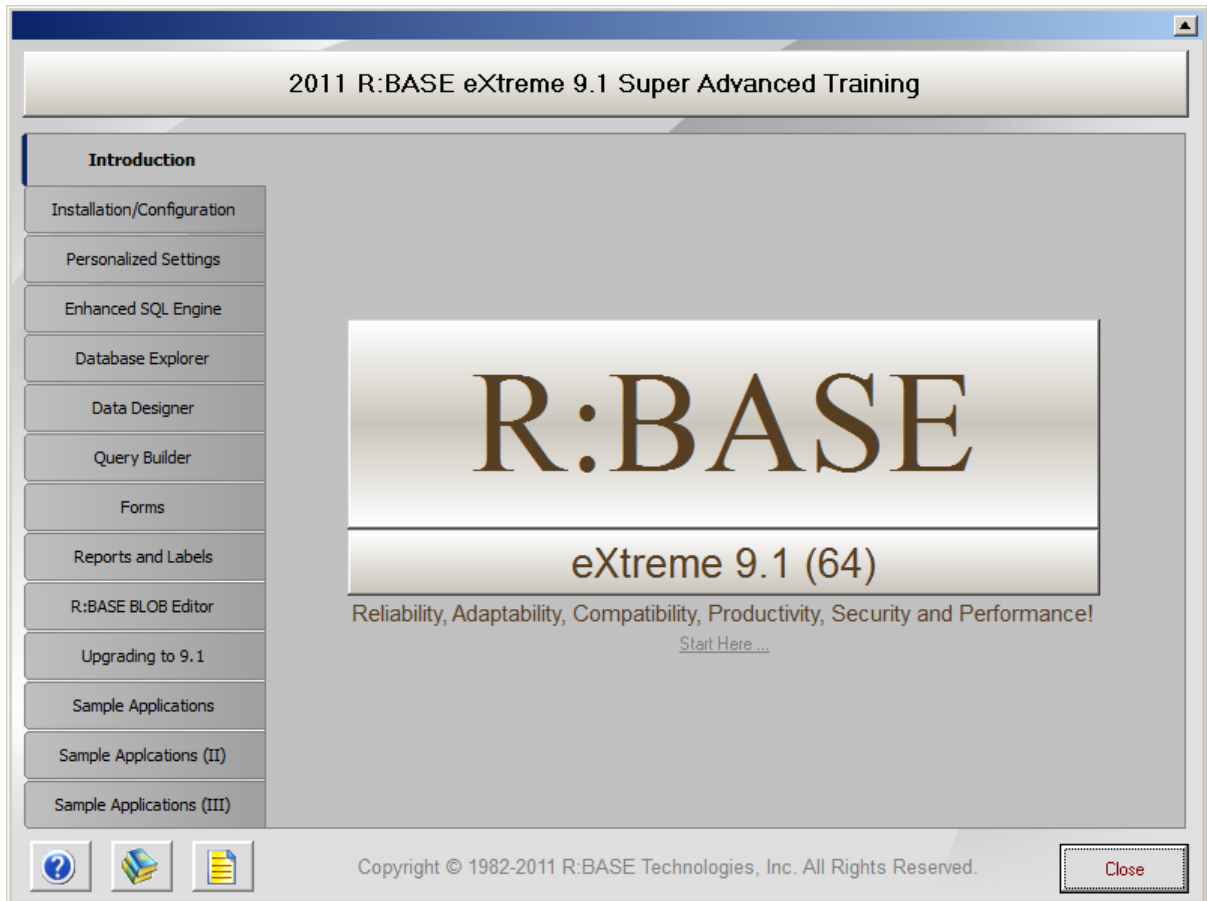 2011 R:BASE eXtreme 9.1 Super Advanced Training
Introduction
Installation/Configuration
Personalized Settings
Enhanced SQL Engine
Database Explorer
Data Designer
Query Builder
Forms
Reports and Labels
R:BASE BLOB Editor
Upgrading to 9.1
Sample Applications
Sample Applcations (II)
Sample Applications (III)
R:BASE
eXtreme 9.1 (64)
Reliability, Adaptability, Compatibility, Productivity, Security and Performance!
Start Here ...
Copyright © 1982-2011 R:BASE Technologies, Inc. All Rights Reserved.
Close